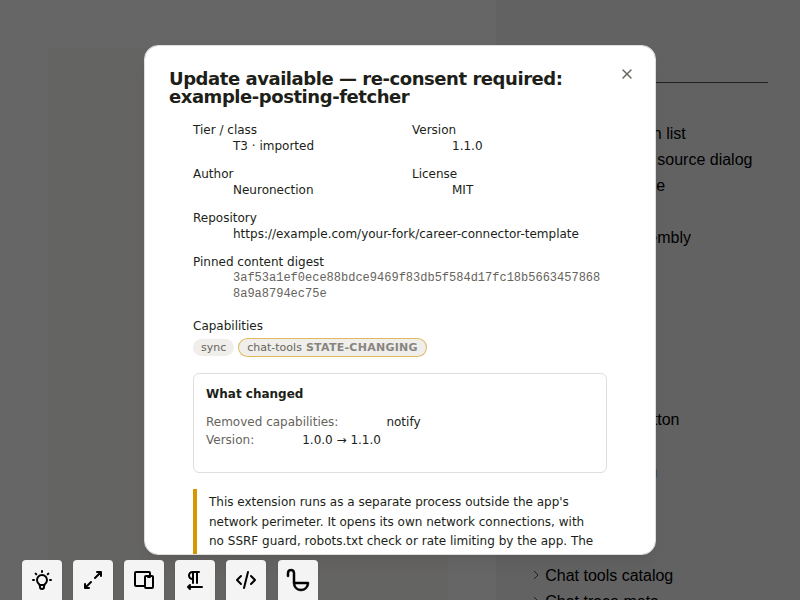 Update available — re-consent required:
example-posting-fetcher
Tier / class
T3 · imported
Version
1.1.0
Author
Neuronection
License
MIT
Repository
https://example.com/your-fork/career-connector-template
Pinned content digest
3af53a1ef0ece88bdce9469f83db5f584d17fc18b5663457868
8a9a8794ec75e
Capabilities
sync
chat-tools STATE-CHANGING
What changed
Removed capabilities: notify
Version: 1.0.0 → 1.1.0
This extension runs as a separate process outside the app's
network perimeter. It opens its own network connections, with
no SSRF guard, robots.txt check or rate limiting by the app. The
list
source dialog
Chat tools catalog